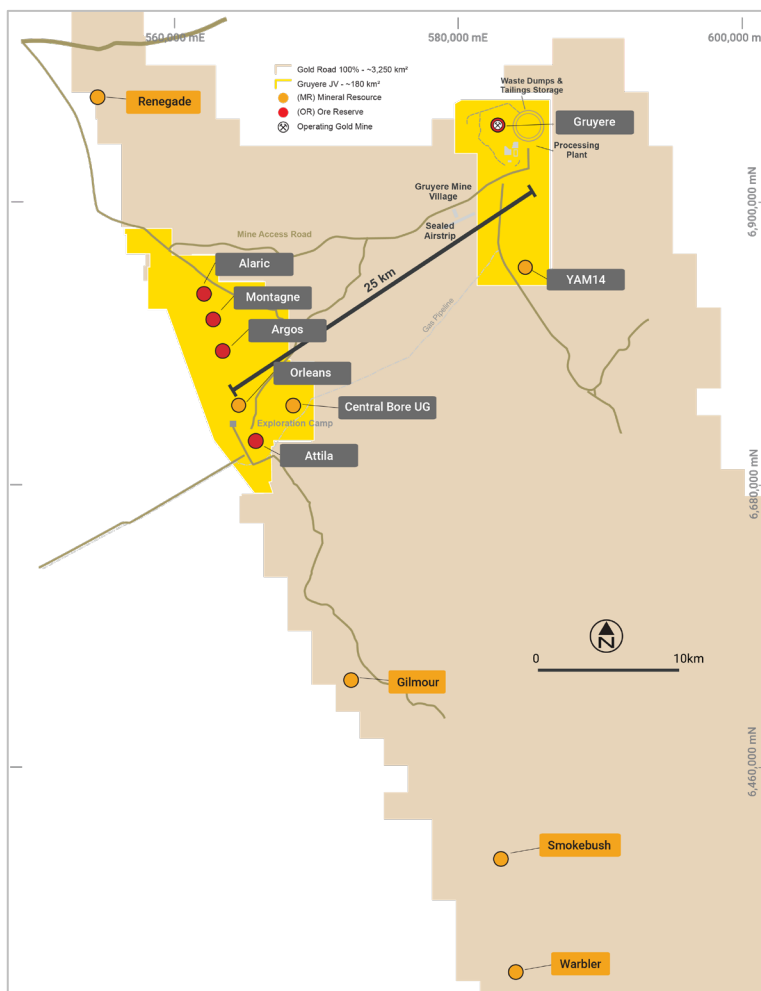 560,000 mE
580,000 mE
600,000 mE
Gold Road 100% - ~3,250 km²
Gruyere JV - ~180 km²
(MR) Mineral Resource
(OR) Ore Reserve
Operating Gold Mine
Renegade
Waste Dumps &
Tailings Storage
Gruyere
Processing
Plant
Gruyere Mine
Village
6,900,000 mN
Sealed
Airstrip
Mine Access Road
Alaric
25 km
YAM14
Montagne
Gas Pipeline
Argos
Orleans
Central Bore UG
Exploration Camp
Attila
6,680,000 mN
N
0
10km
Gilmour
6,460,000 mN
Smokebush
Warbler